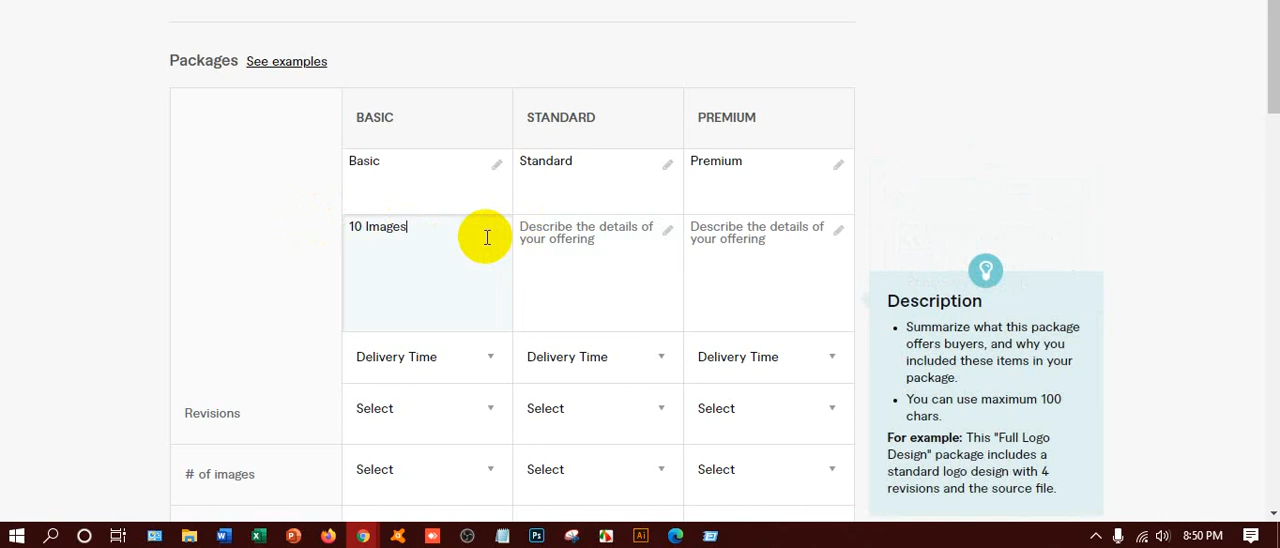 Packages See examples
BASIC STANDARD PREMIUM
Basic Standard Premium
10 Images Describe the details of your offering Describe the details of your offering
Delivery Time Delivery Time Delivery Time
Revisions Select Select Select
# of images Select Select Select
Description
Summarize what this package
offers buyers, and why you
included these items in your
package.
You can use maximum 100
chars.
For example: This "Full Logo
Design" package includes a
standard logo design with 4
revisions and the source file.
8:50 PM